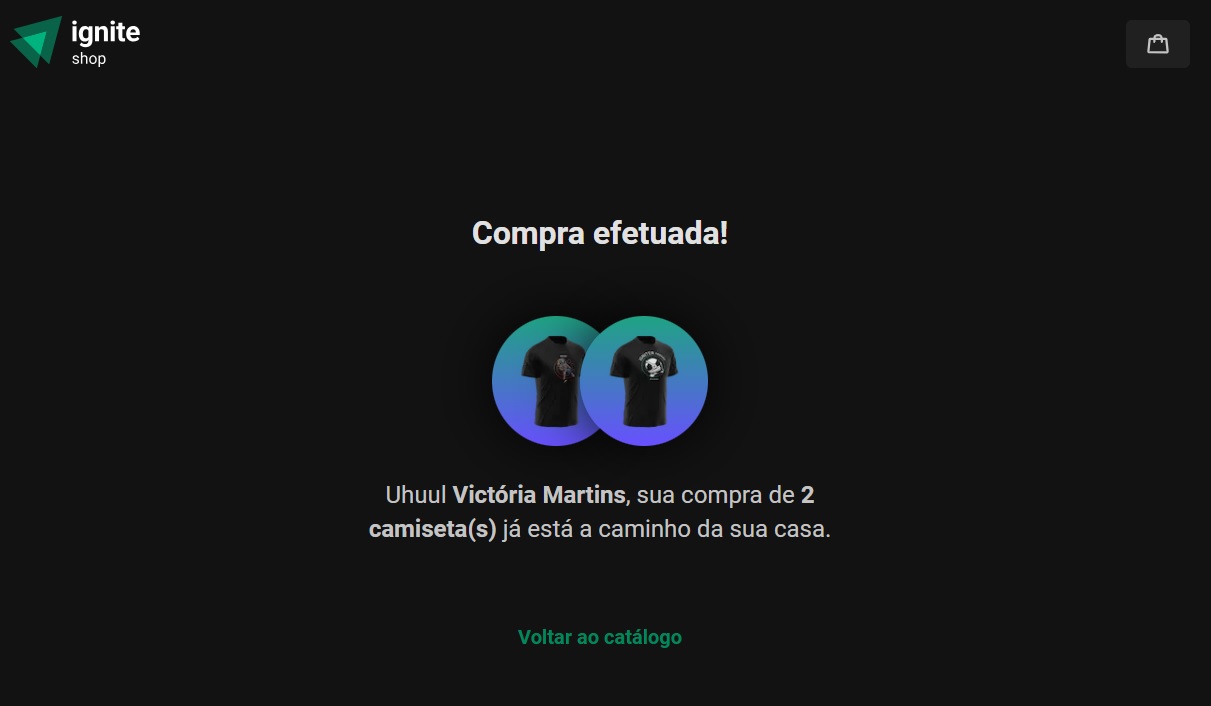 ignite
shop
Compra efetuada!
Uhuul Victória Martins, sua compra de 2
camiseta(s) já está a caminho da sua casa.
Voltar ao catálogo